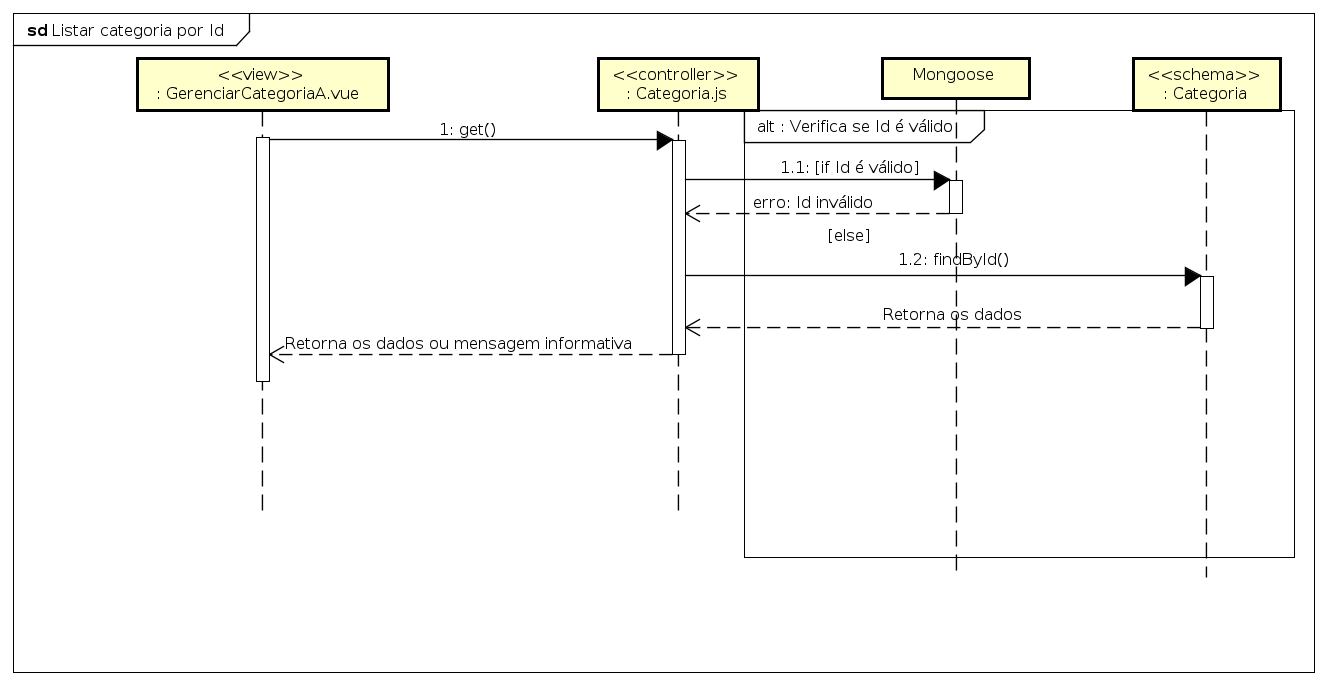 sd Listar categoria por Id
<<view>>
: GerenciarCategoriaA.vue
<<controller>>
: Categoria.js
Mongoose
<<schema>>
: Categoria
alt : Verifica se Id é válido
1: get()
1.1: [if Id é válido]
erro: Id inválido
[else]
1.2: findById()
Retorna os dados
Retorna os dados ou mensagem informativa